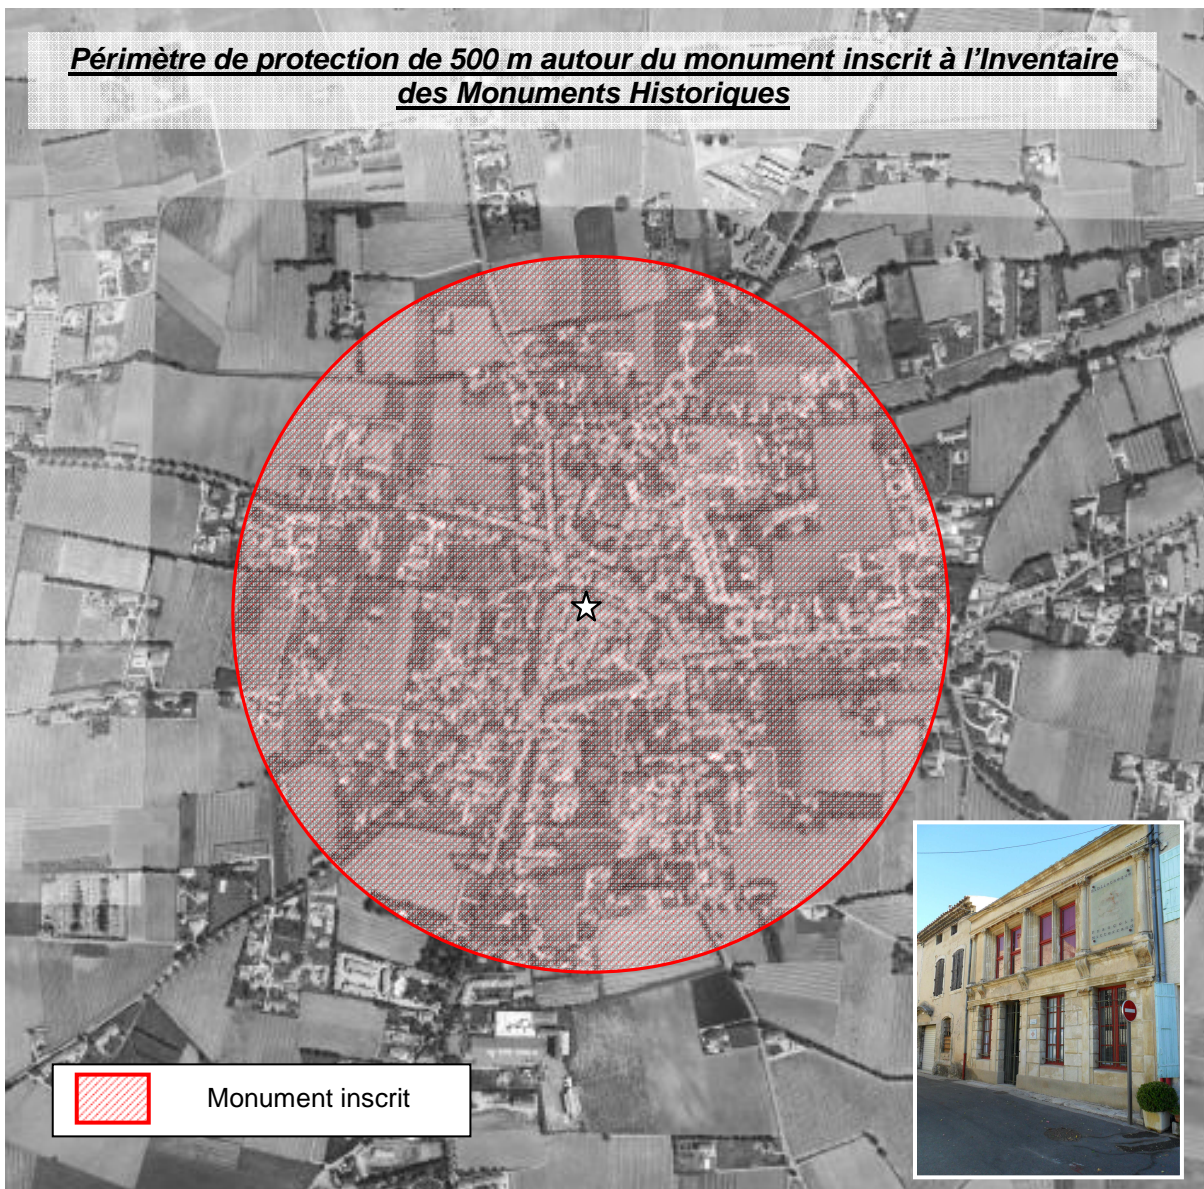 Périmètre de protection de 500 m autour du monument inscrit à l’Inventaire
des Monuments Historiques
Monument inscrit